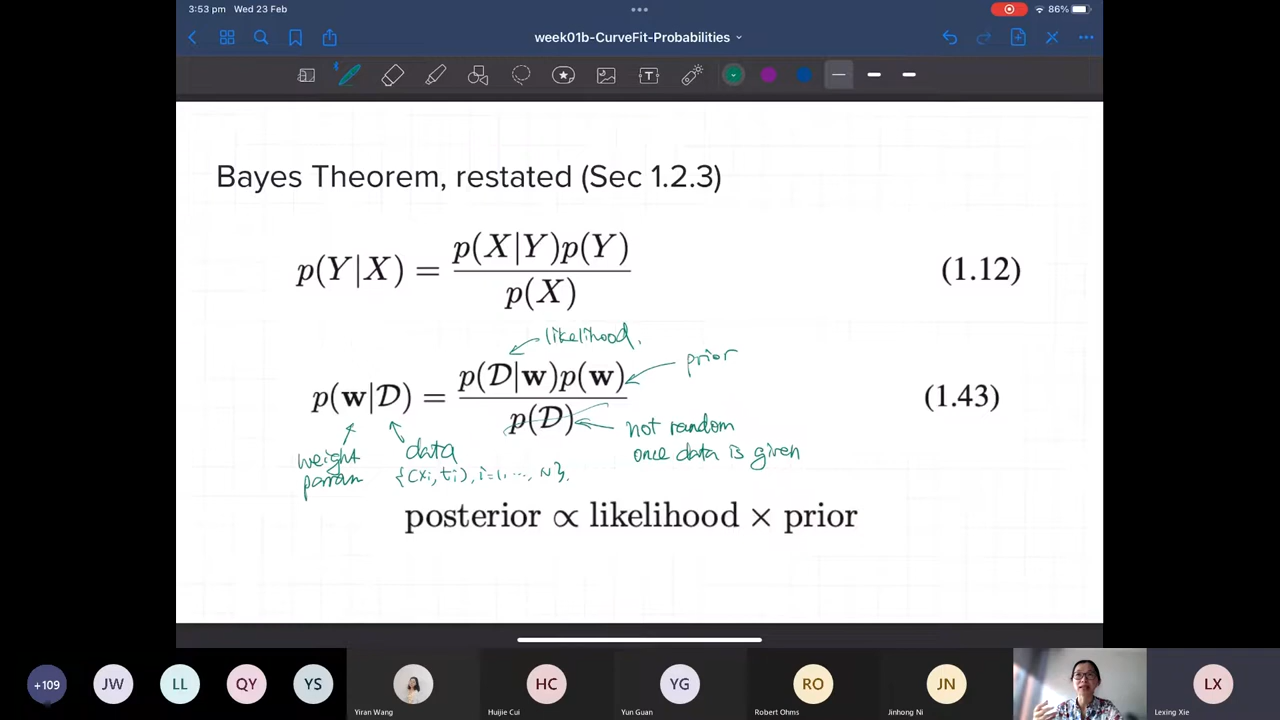 3:53 pm Wed 23 Feb
86%
week01b-CurveFit-Probabilities
T
Bayes Theorem, restated (Sec 1.2.3)
p(Y|X) = p(X|Y)p(Y) / p(X) (1.12)
likelihood.
prior
p(w|D) = p(D|w)p(w) / p(D) (1.43)
not random
once data is given
weight
param
data
{(xi, ti), i=1, ..., N}.
posterior ∝ likelihood × prior
+109 JW LL QY YS HC YG RO JN LX
Yiran Wang Huijie Cui Yun Guan Robert Ohms Jinhong Ni Lexing Xie